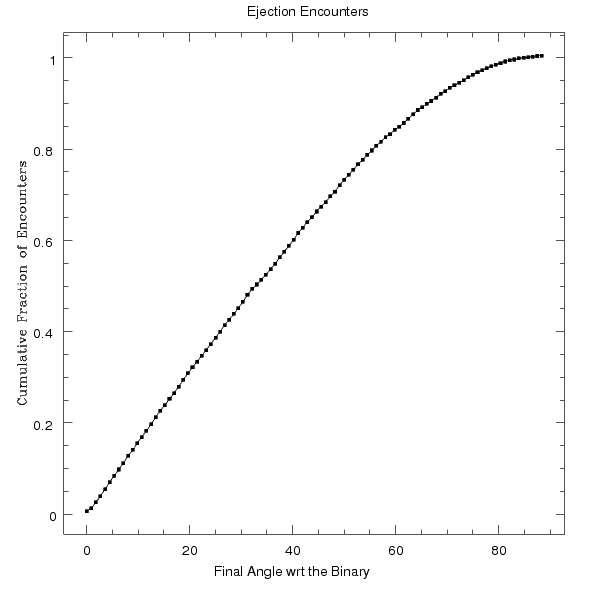 Ejection Encounters
1
0.8
0.6
0.4
0.2
0
Cumulative Fraction of Encounters
0 20 40 60 80
Final Angle wrt the Binary